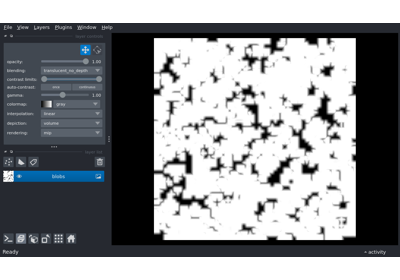 File View Layers Plugins Window Help
opacity: 1.00
blending: translucent_no_depth
contrast limits:
auto-contrast: once continuous
gamma: 1.00
colormap: gray
interpolation: linear
depiction: volume
rendering: mip
blobs
Ready activity